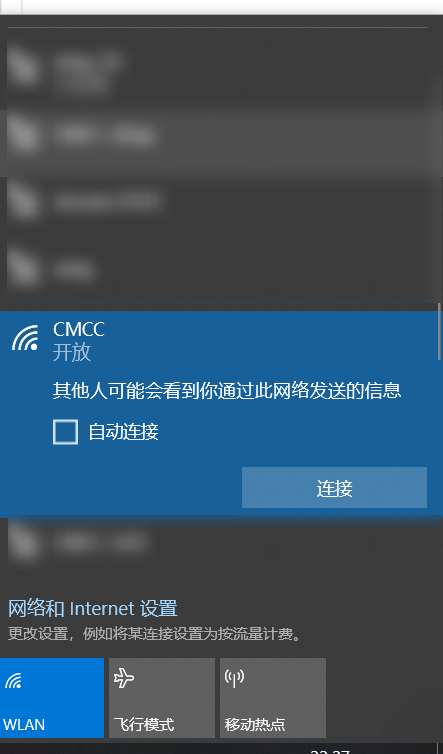 CMCC
开放
其他人可能会看到你通过此网络发送的信息
自动连接
连接
网络和 Internet 设置
更改设置，例如将某连接设置为按流量计费。
WLAN
飞行模式
移动热点